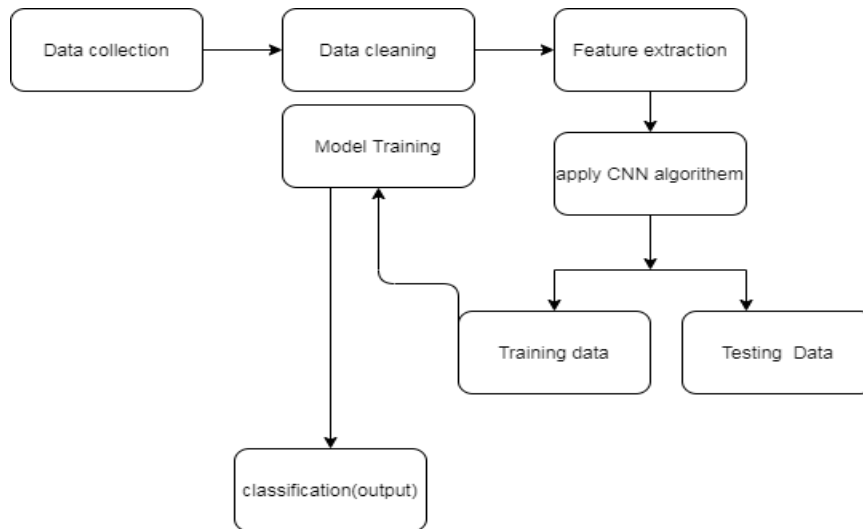 Data collection
Data cleaning
Feature extraction
Model Training
apply CNN algorithem
Training data
Testing Data
classification(output)